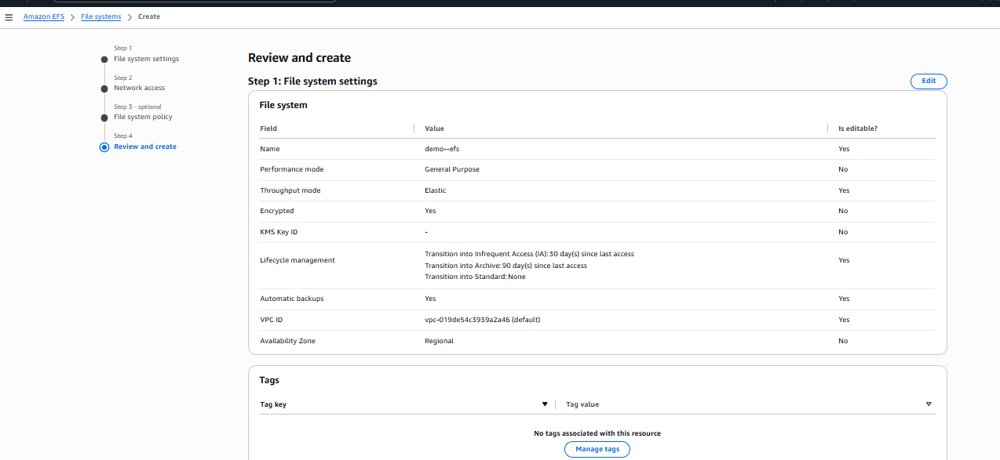 Amazon EFS
File systems
Create
Step 1
File system settings
Step 2
Network access
Step 3 - optional
File system policy
Step 4
Review and create
Review and create
Step 1: File system settings
Edit
File system
Field Value Is editable?
Name demo--efs Yes
Performance mode General Purpose No
Throughput mode Elastic Yes
Encrypted Yes No
KMS Key ID - No
Lifecycle management
Transition into Infrequent Access (IA): 30 day(s) since last access
Transition into Archive: 90 day(s) since last access
Transition into Standard: None
Yes
Automatic backups Yes Yes
VPC ID vpc-019de54c3939a2a46 (default) Yes
Availability Zone Regional No
Tags
Tag key Tag value
No tags associated with this resource
Manage tags